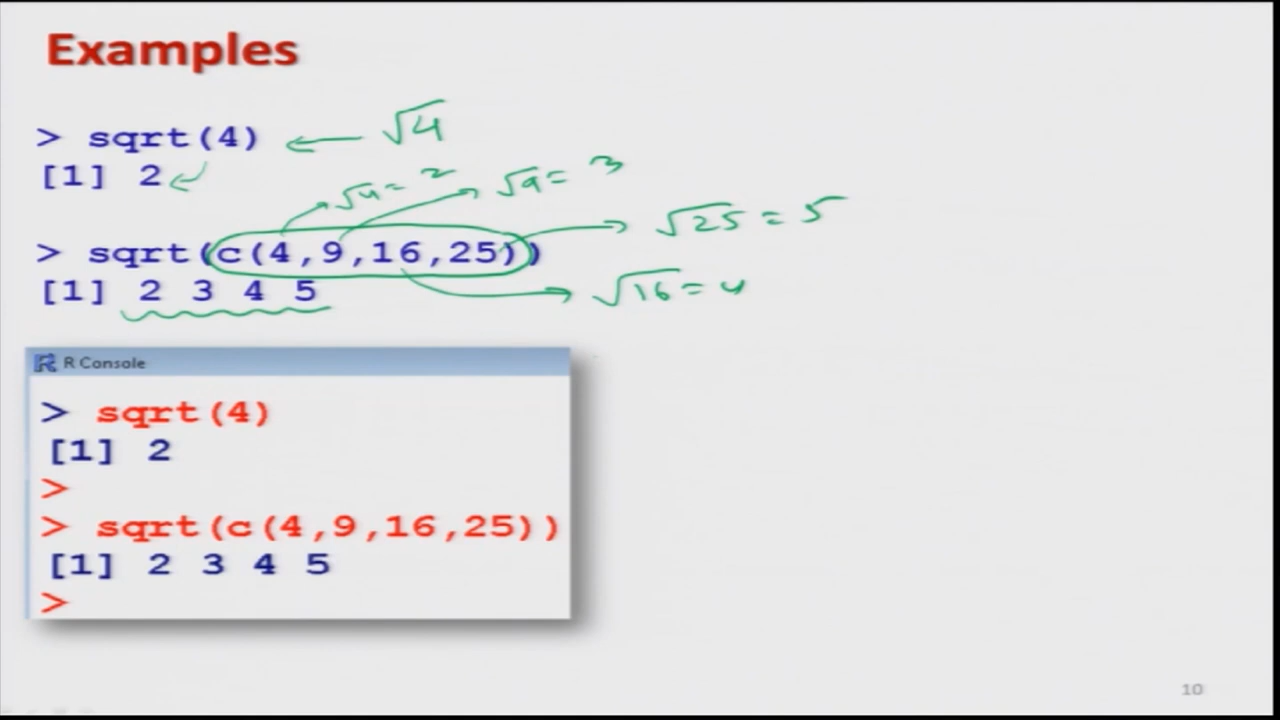 Examples
> sqrt(4) ← √4
[1] 2
√4 = 2
√9 = 3
> sqrt(c(4,9,16,25))
√25 = 5
[1] 2 3 4 5
√16 = 4
R Console
> sqrt(4)
[1] 2
>
> sqrt(c(4,9,16,25))
[1] 2 3 4 5
>
10